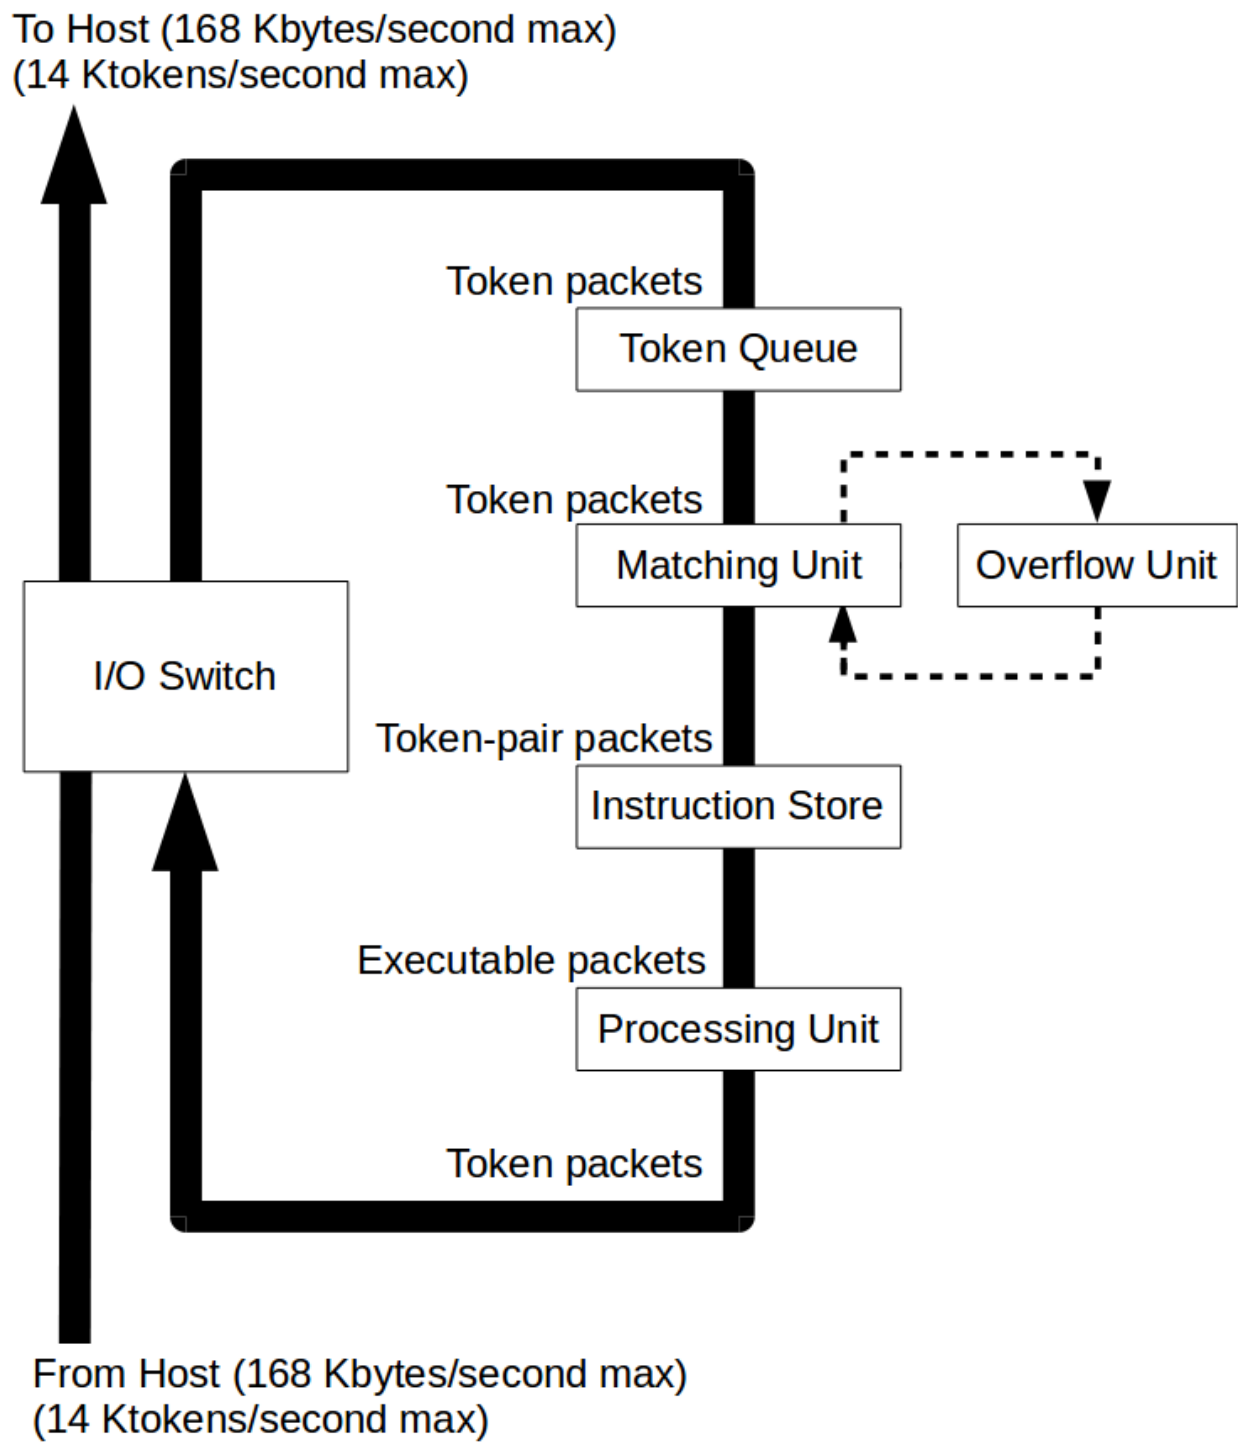 To Host (168 Kbytes/second max)
(14 Ktokens/second max)
Token packets
Token Queue
Token packets
Matching Unit
Overflow Unit
I/O Switch
Token-pair packets
Instruction Store
Executable packets
Processing Unit
Token packets
From Host (168 Kbytes/second max)
(14 Ktokens/second max)